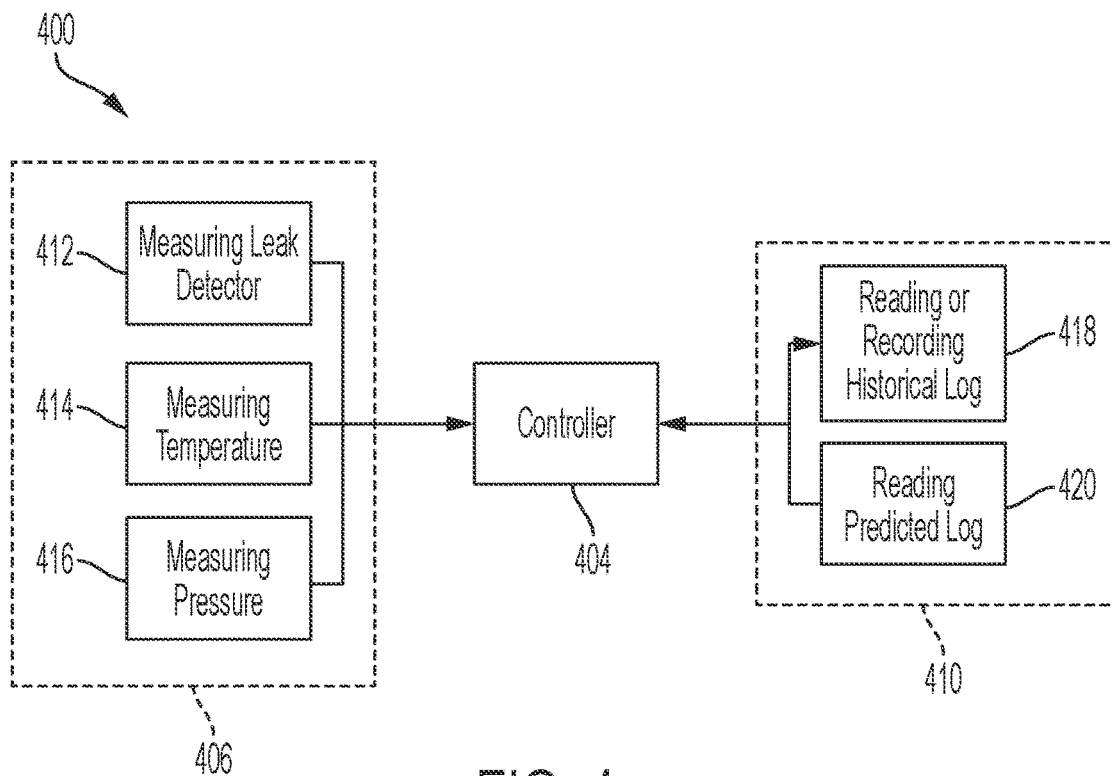 400
412
Measuring Leak
Detector
414
Measuring
Temperature
416
Measuring
Pressure
406
Controller
404
Reading or
Recording
Historical Log
418
Reading
Predicted Log
420
410